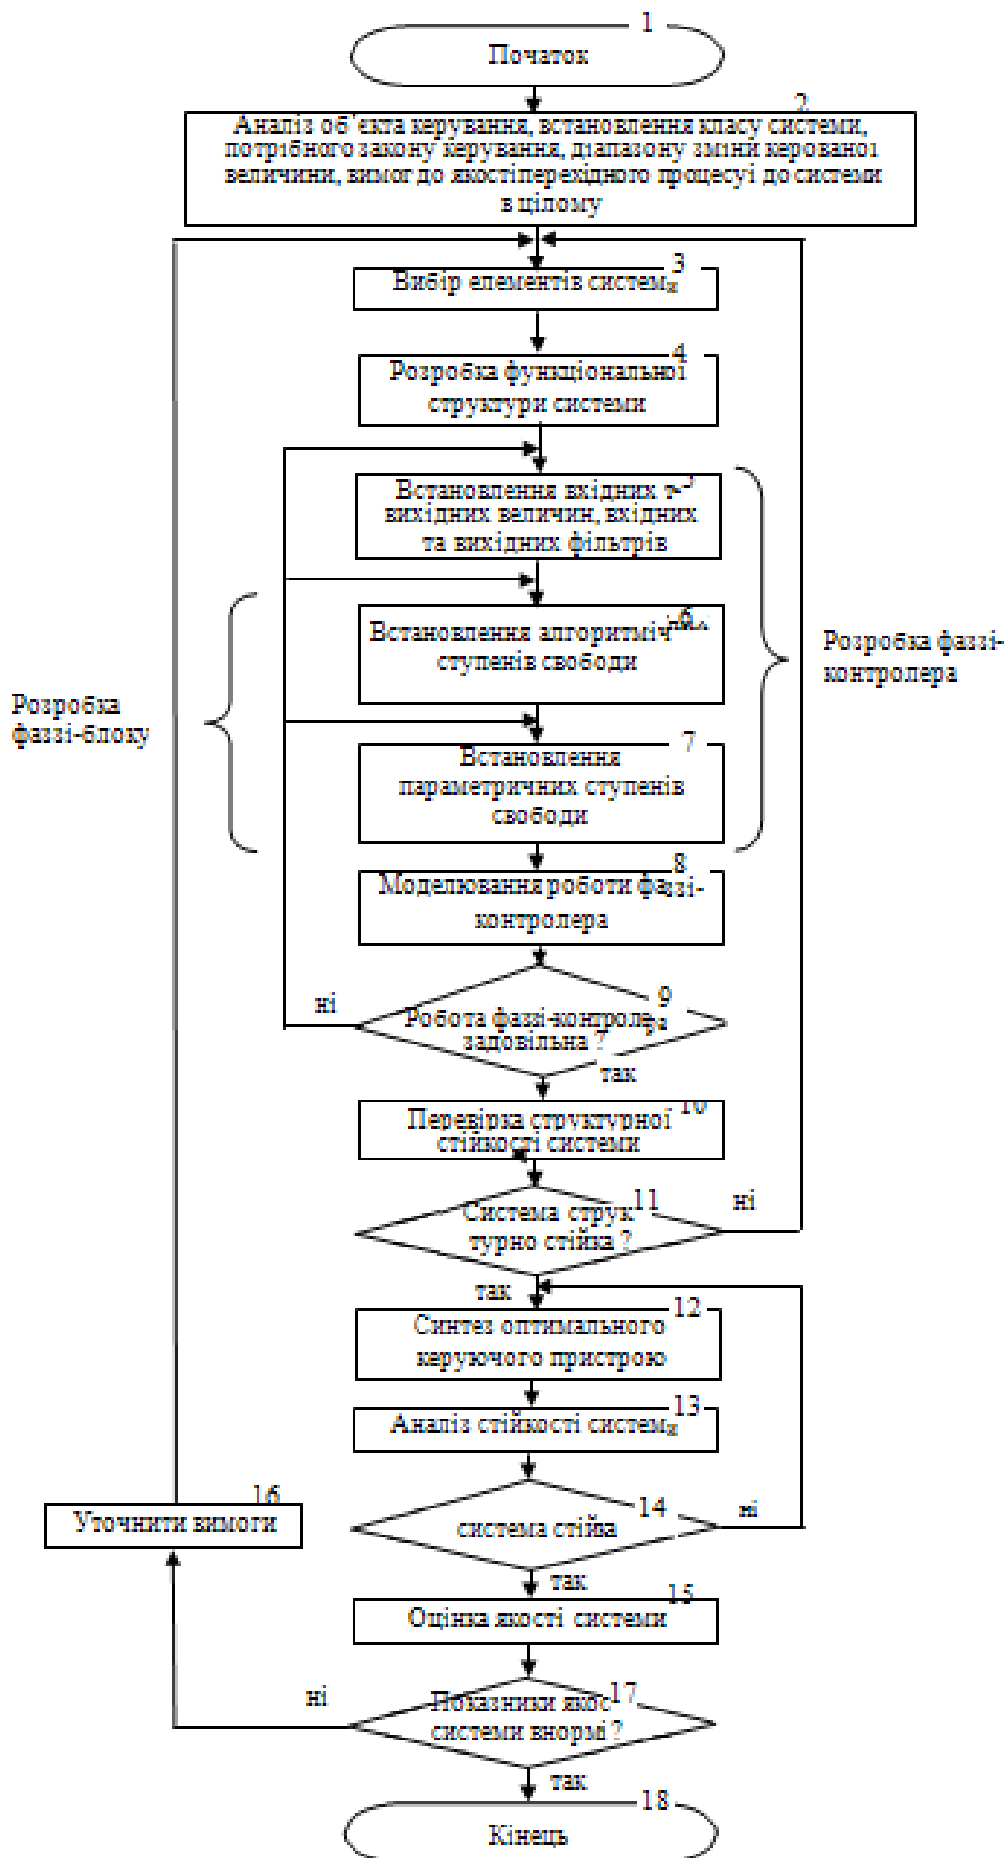 1
Початок
2
Аналіз об'єкта керування, встановлення класу системи,
потрібного закону керування, діапазону зміни керованої
величини, вимог до якості перехідного процесу і до системи
в цілому
3
Вибір елементів системи
4
Розробка функціональної
структури системи
Встановлення вхідних т
вихідних величин, вхідних
та вихідних фільтрів
6
Встановлення алгоритміч
ступенів свободи
Розробка фаззі-
контролера
Розробка
фаззі-блоку
7
Встановлення
параметричних ступенів
свободи
8
Моделювання роботи фаззі-
контролера
ні
9
Робота фаззі-контролера
задовільна ?
так
10
Перевірка структурної
стійкості системи
11
ні
Система струк
турно стійка ?
так
12
Синтез оптимального
керуючого пристрою
13
Аналіз стійкості системи
14
ні
система стійка
16
Уточнити вимоги
так
15
Оцінка якості системи
ні
17
Показники якос
системи внормі ?
так
18
Кінець